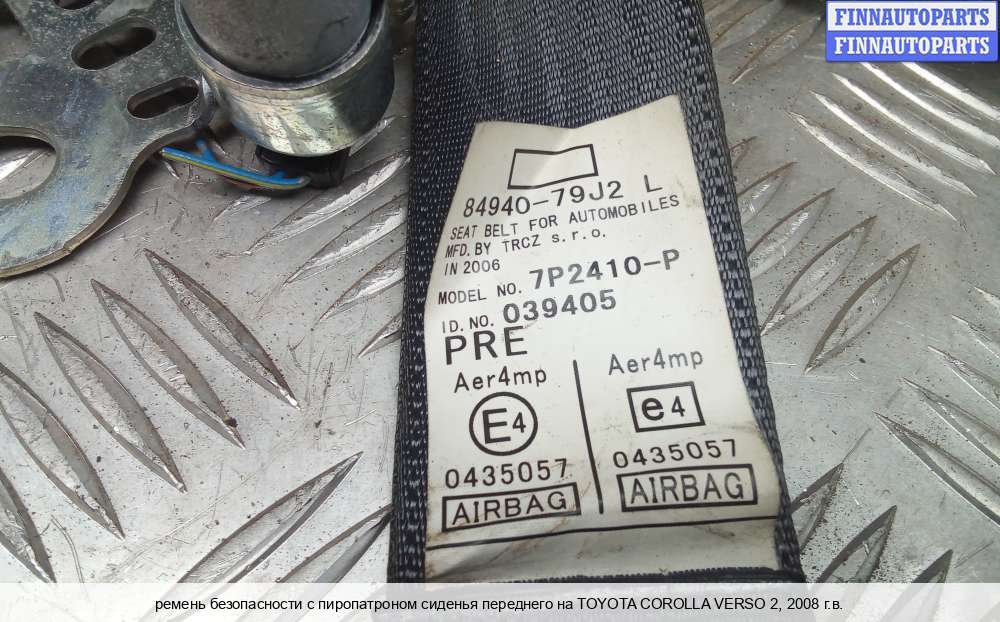 FINNAUTOPARTS
FINNAUTOPARTS
84940-79J2 L
SEAT BELT FOR AUTOMOBILES
MFD. BY TRCZ s.r.o.
IN 2006
MODEL NO. 7P2410-P
ID. NO. 039405
PRE
Aer4mp
E4
0435057
AIRBAG
Aer4mp
e4
0435057
AIRBAG
ремень безопасности с пиропатроном сиденья переднего на TOYOTA COROLLA VERSO 2, 2008 г.в.